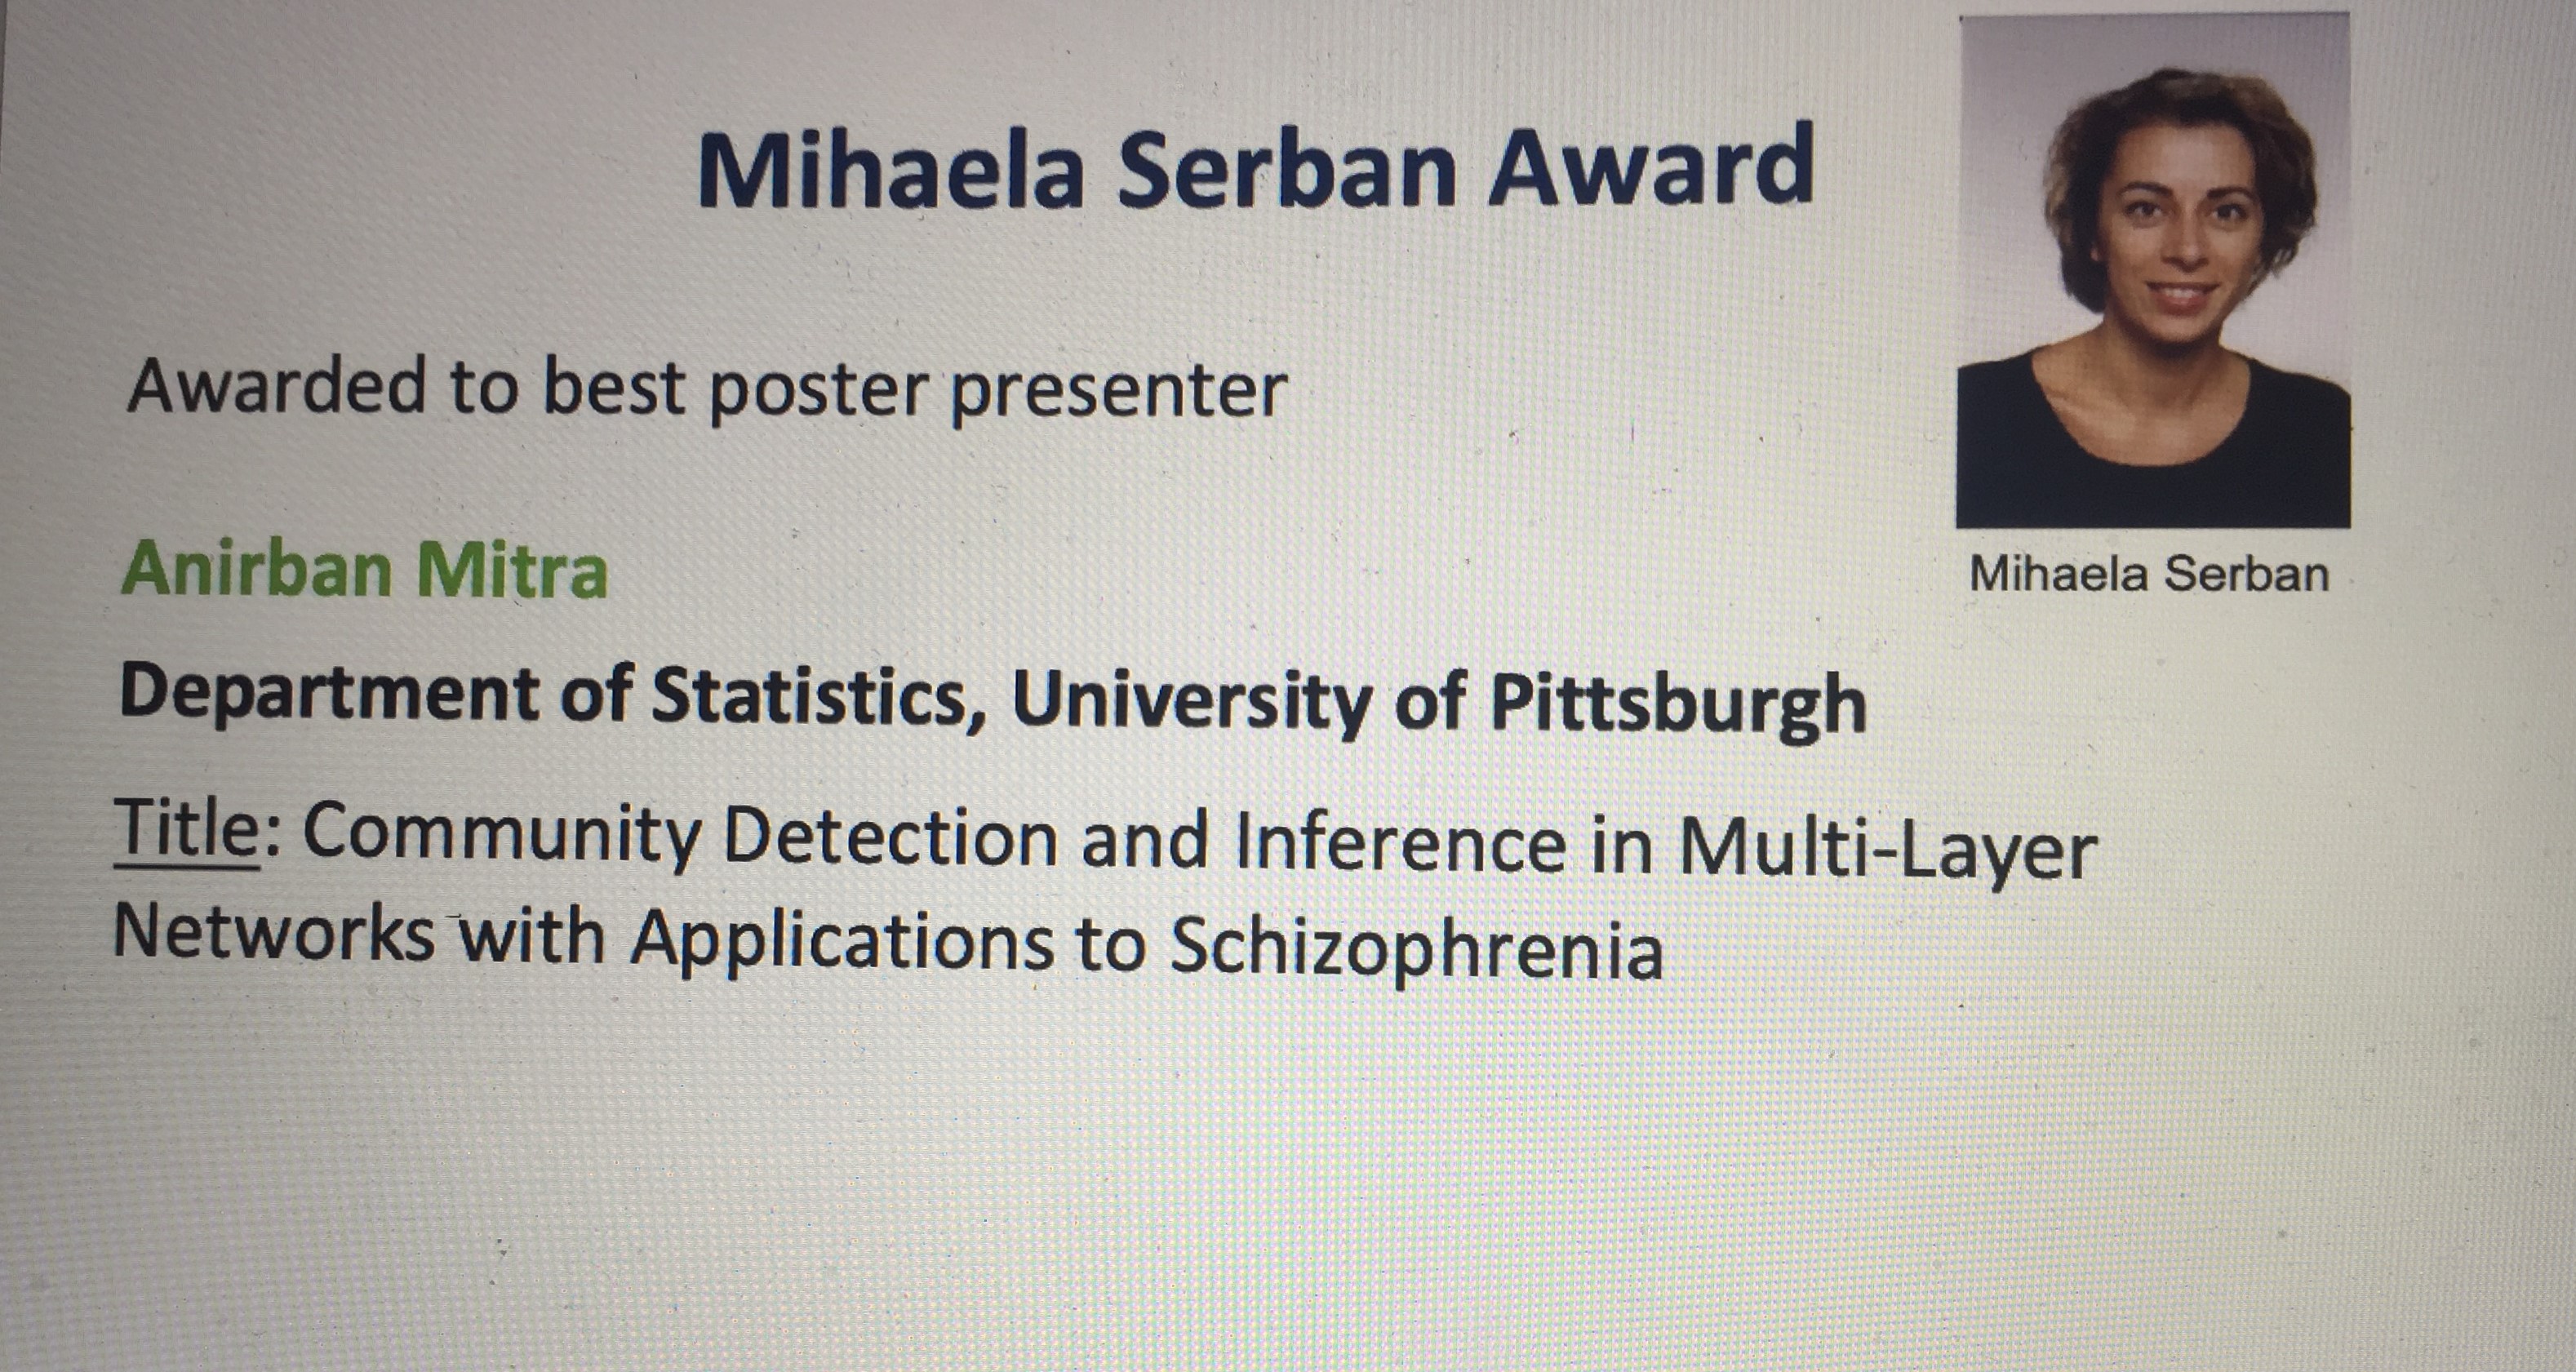 Mihaela Serban Award
Awarded to best poster presenter
Mihaela Serban
Anirban Mitra
Department of Statistics, University of Pittsburgh
Title: Community Detection and Inference in Multi-Layer
Networks with Applications to Schizophrenia